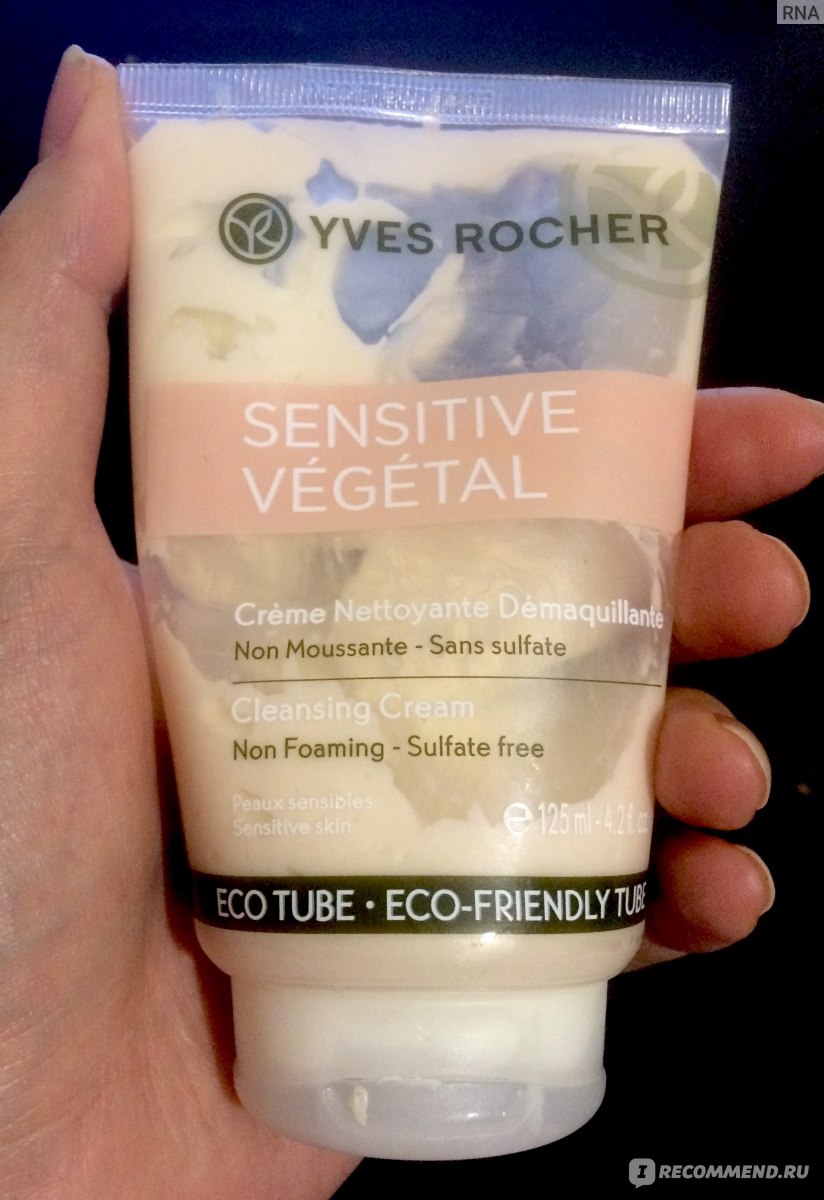 RNA
YVES ROCHER
SENSITIVE
VÉGÉTAL
Crème Nettoyante Démaquillante
Non Moussante - Sans sulfate
Cleansing Cream
Non Foaming - Sulfate free
Peaux sensibles
Sensitive skin
℮ 125 ml - 4.2 fl. oz
ECO TUBE • ECO-FRIENDLY TUBE
IRECOMMEND.RU